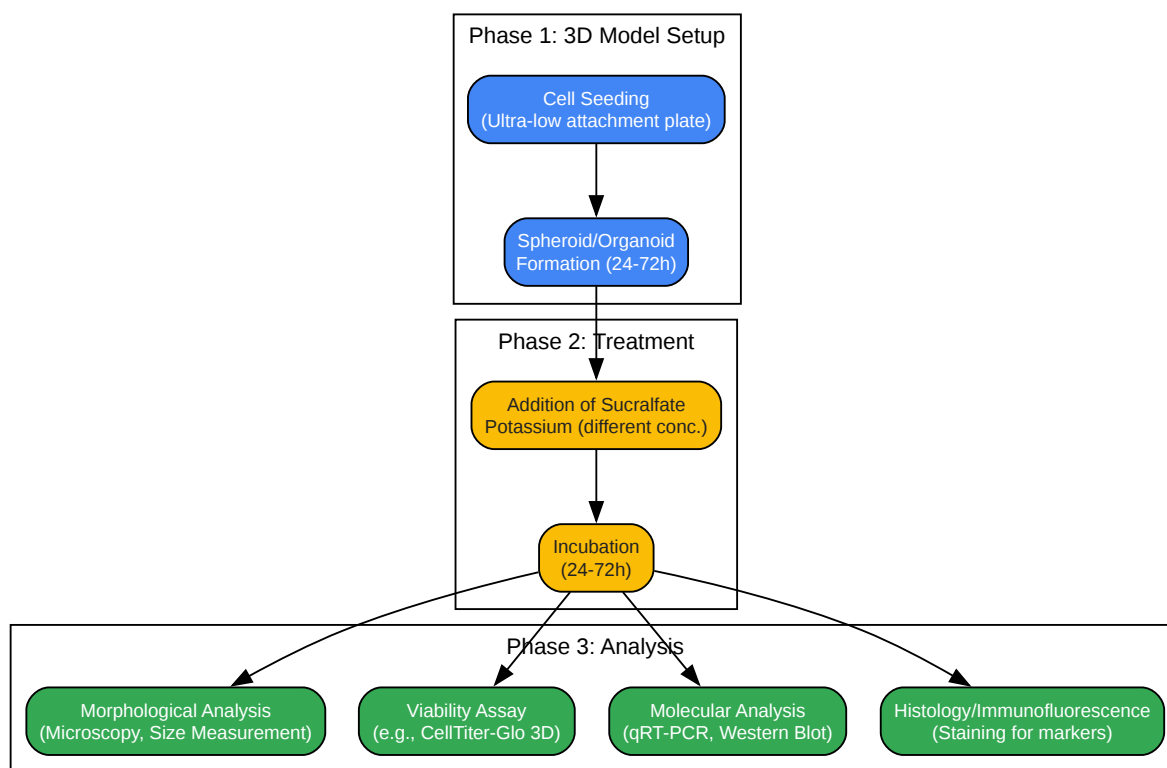 Phase 1: 3D Model Setup
Cell Seeding
(Ultra-low attachment plate)
Spheroid/Organoid
Formation (24-72h)
Phase 2: Treatment
Addition of Sucralfate
Potassium (different conc.)
Incubation
(24-72h)
Phase 3: Analysis
Morphological Analysis
(Microscopy, Size Measurement)
Viability Assay
(e.g., CellTiter-Glo 3D)
Molecular Analysis
(qRT-PCR, Western Blot)
Histology/Immunofluorescence
(Staining for markers)